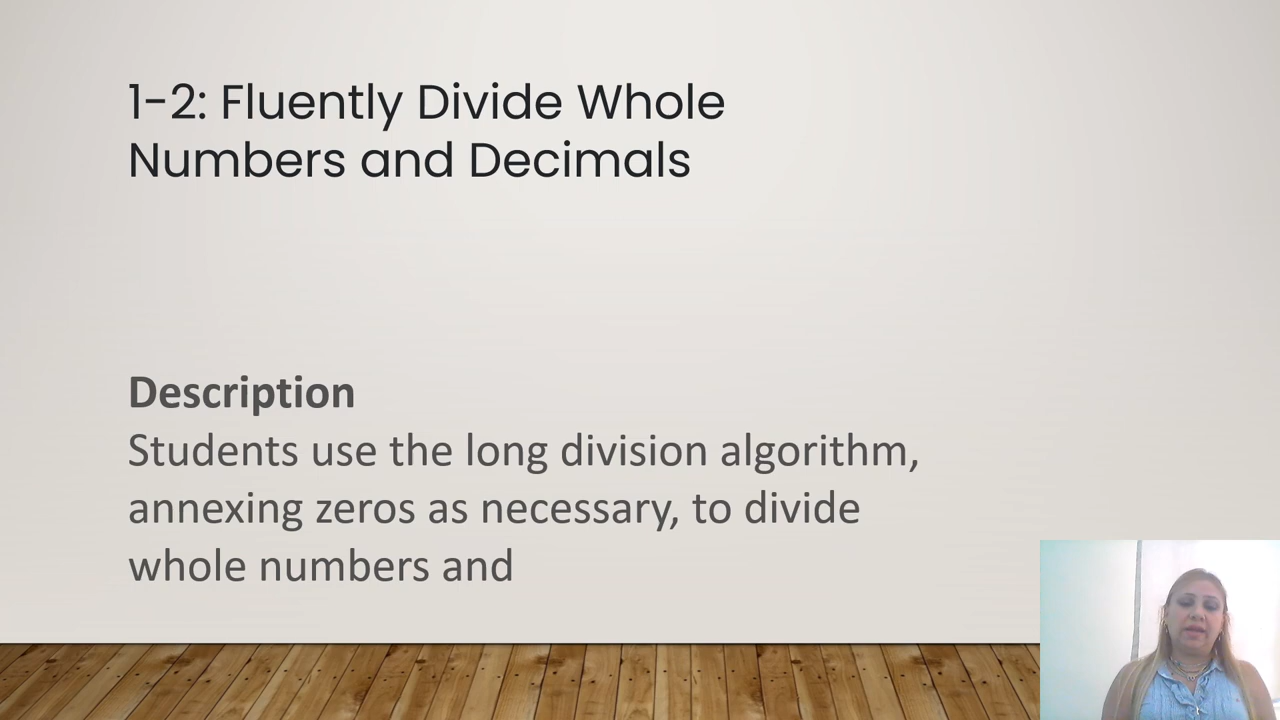 1-2: Fluently Divide Whole
Numbers and Decimals
Description
Students use the long division algorithm,
annexing zeros as necessary, to divide
whole numbers and